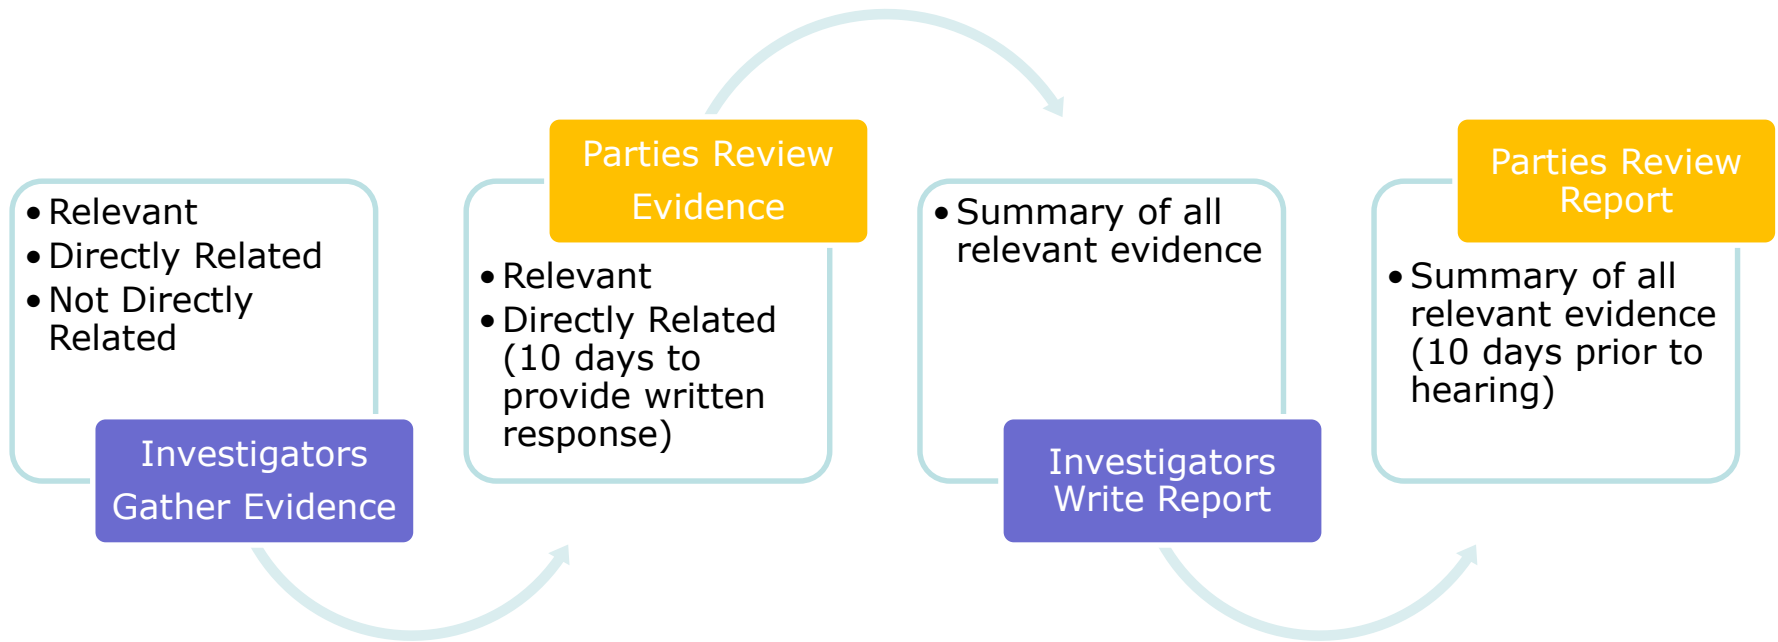 • Relevant
• Directly Related
• Not Directly
Related
Investigators
Gather Evidence
Parties Review
Evidence
• Relevant
• Directly Related
(10 days to
provide written
response)
• Summary of all
relevant evidence
Investigators
Write Report
Parties Review
Report
• Summary of all
relevant evidence
(10 days prior to
hearing)